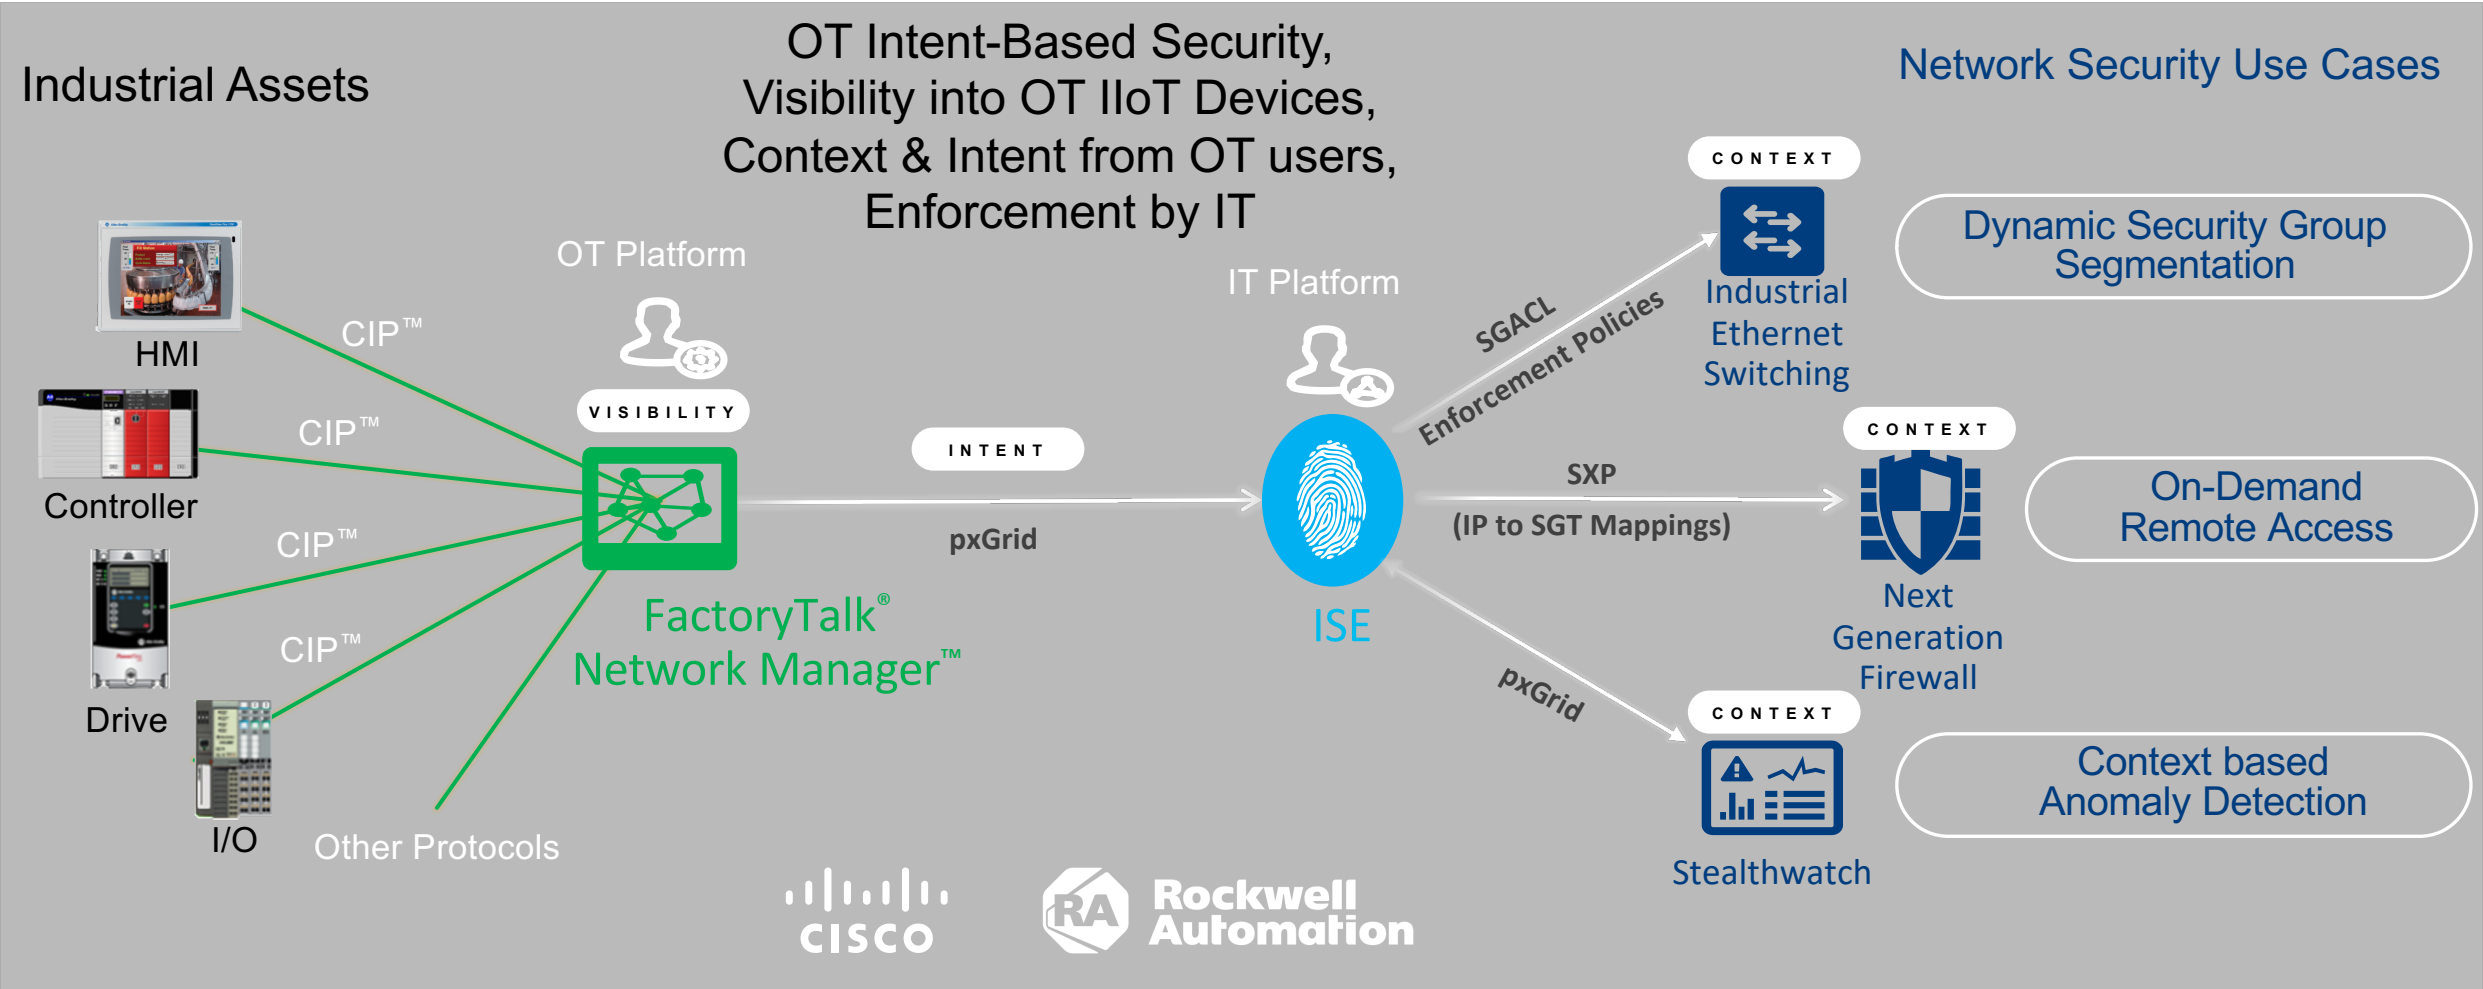 OT Intent-Based Security,
Visibility into OT IIoT Devices,
Context & Intent from OT users,
Enforcement by IT
Industrial Assets
Network Security Use Cases
HMI
Controller
Drive
I/O
CIP™
CIP™
CIP™
CIP™
Other Protocols
OT Platform
VISIBILITY
FactoryTalk®
Network Manager™
INTENT
pxGrid
IT Platform
ISE
SGACL
Enforcement Policies
SXP
(IP to SGT Mappings)
pxGrid
CONTEXT
Industrial
Ethernet
Switching
Dynamic Security Group
Segmentation
CONTEXT
Next
Generation
Firewall
On-Demand
Remote Access
CONTEXT
Stealthwatch
Context based
Anomaly Detection
CISCO
RA
Rockwell
Automation